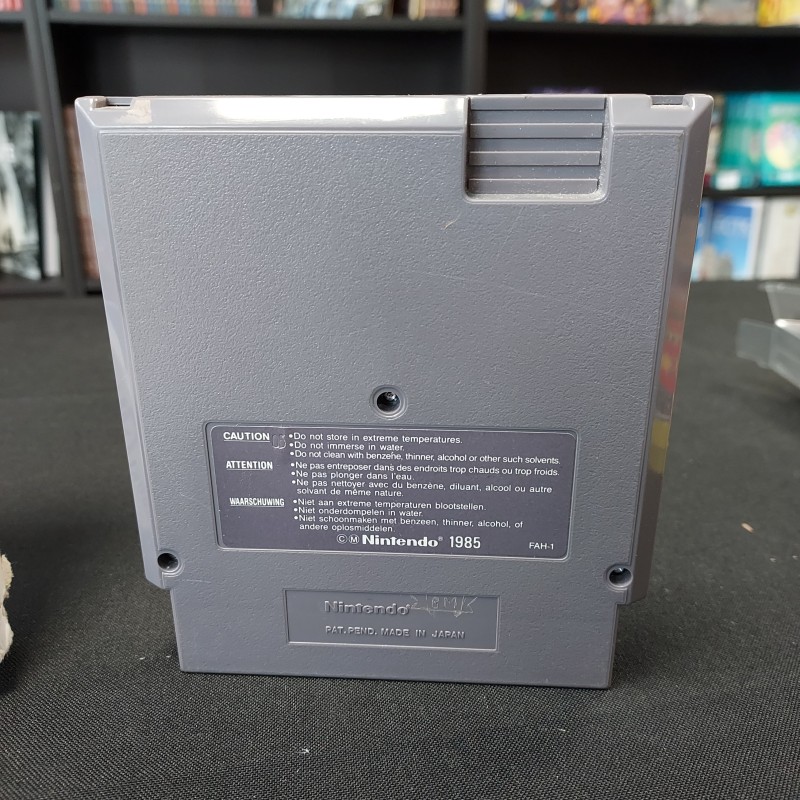 CAUTION •Do not store in extreme temperatures.
•Do not immerse in water.
•Do not clean with benzene, thinner, alcohol or other such solvents.
ATTENTION •Ne pas entreposer dans des endroits trop chauds ou trop froids.
•Ne pas plonger dans l'eau.
•Ne pas nettoyer avec du benzène, diluant, alcool ou autre
solvant de même nature.
WAARSCHUWING •Niet aan extreme temperaturen blootstellen.
•Niet onderdompelen in water.
•Niet schoonmaken met benzeen, thinner, alcohol, of
andere oplosmiddelen.
ⒸⓂ Nintendo® 1985 FAH-1
Nintendo®
PAT. PEND. MADE IN JAPAN